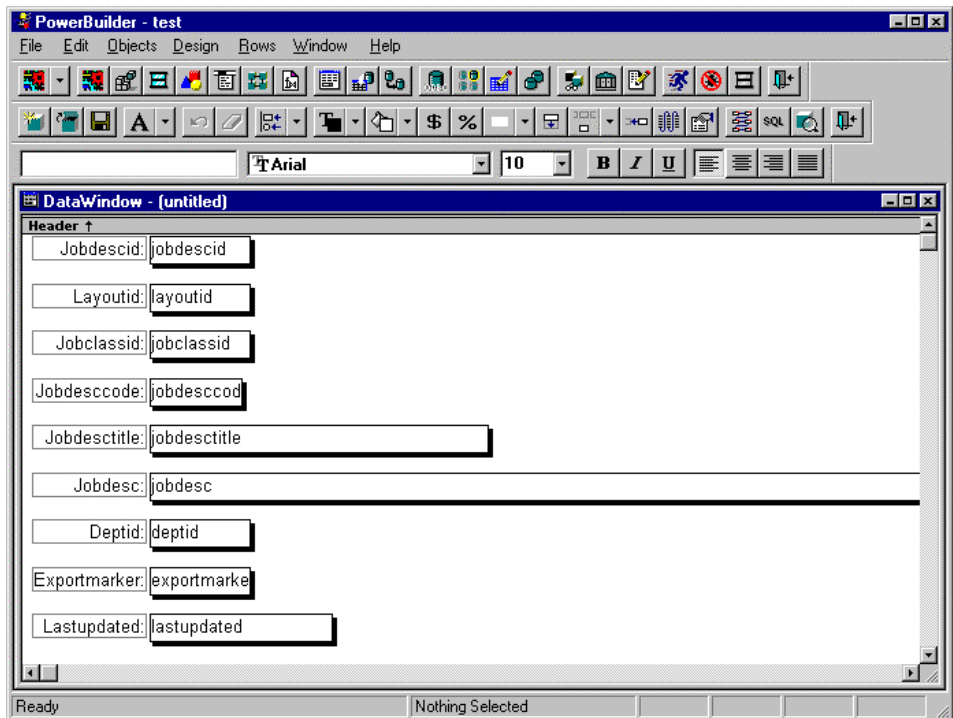 PowerBuilder - test
File Edit Objects Design Rows Window Help
A $ % SQL
Arial 10 B I U
DataWindow - (untitled)
Header ↑
Jobdescid: jobdescid
Layoutid: layoutid
Jobclassid: jobclassid
Jobdesccode: jobdesccod
Jobdesctitle: jobdesctitle
Jobdesc: jobdesc
Deptid: deptid
Exportmarker: exportmarke
Lastupdated: lastupdated
Ready Nothing Selected